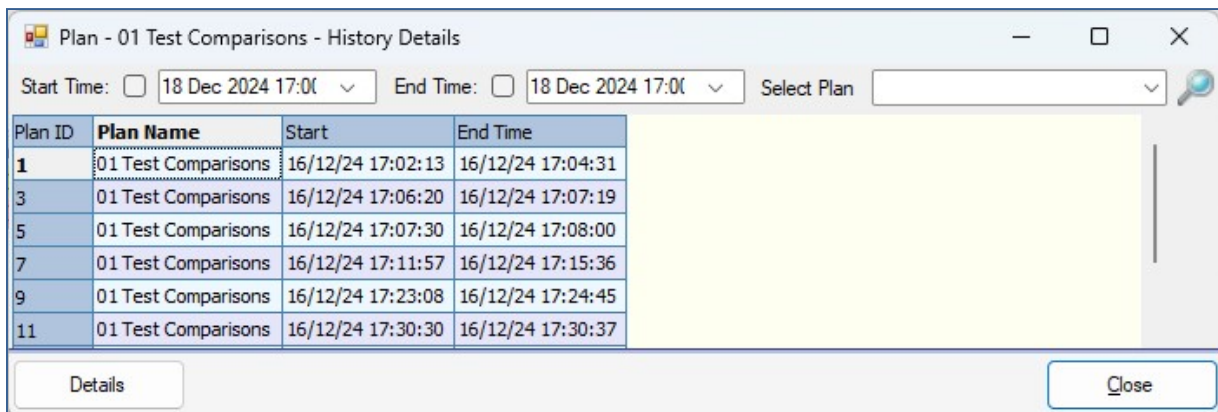 Plan - 01 Test Comparisons - History Details
Start Time: 18 Dec 2024 17:0 End Time: 18 Dec 2024 17:0 Select Plan
Plan ID Plan Name Start End Time
1 01 Test Comparisons 16/12/24 17:02:13 16/12/24 17:04:31
3 01 Test Comparisons 16/12/24 17:06:20 16/12/24 17:07:19
5 01 Test Comparisons 16/12/24 17:07:30 16/12/24 17:08:00
7 01 Test Comparisons 16/12/24 17:11:57 16/12/24 17:15:36
9 01 Test Comparisons 16/12/24 17:23:08 16/12/24 17:24:45
11 01 Test Comparisons 16/12/24 17:30:30 16/12/24 17:30:37
Details Close